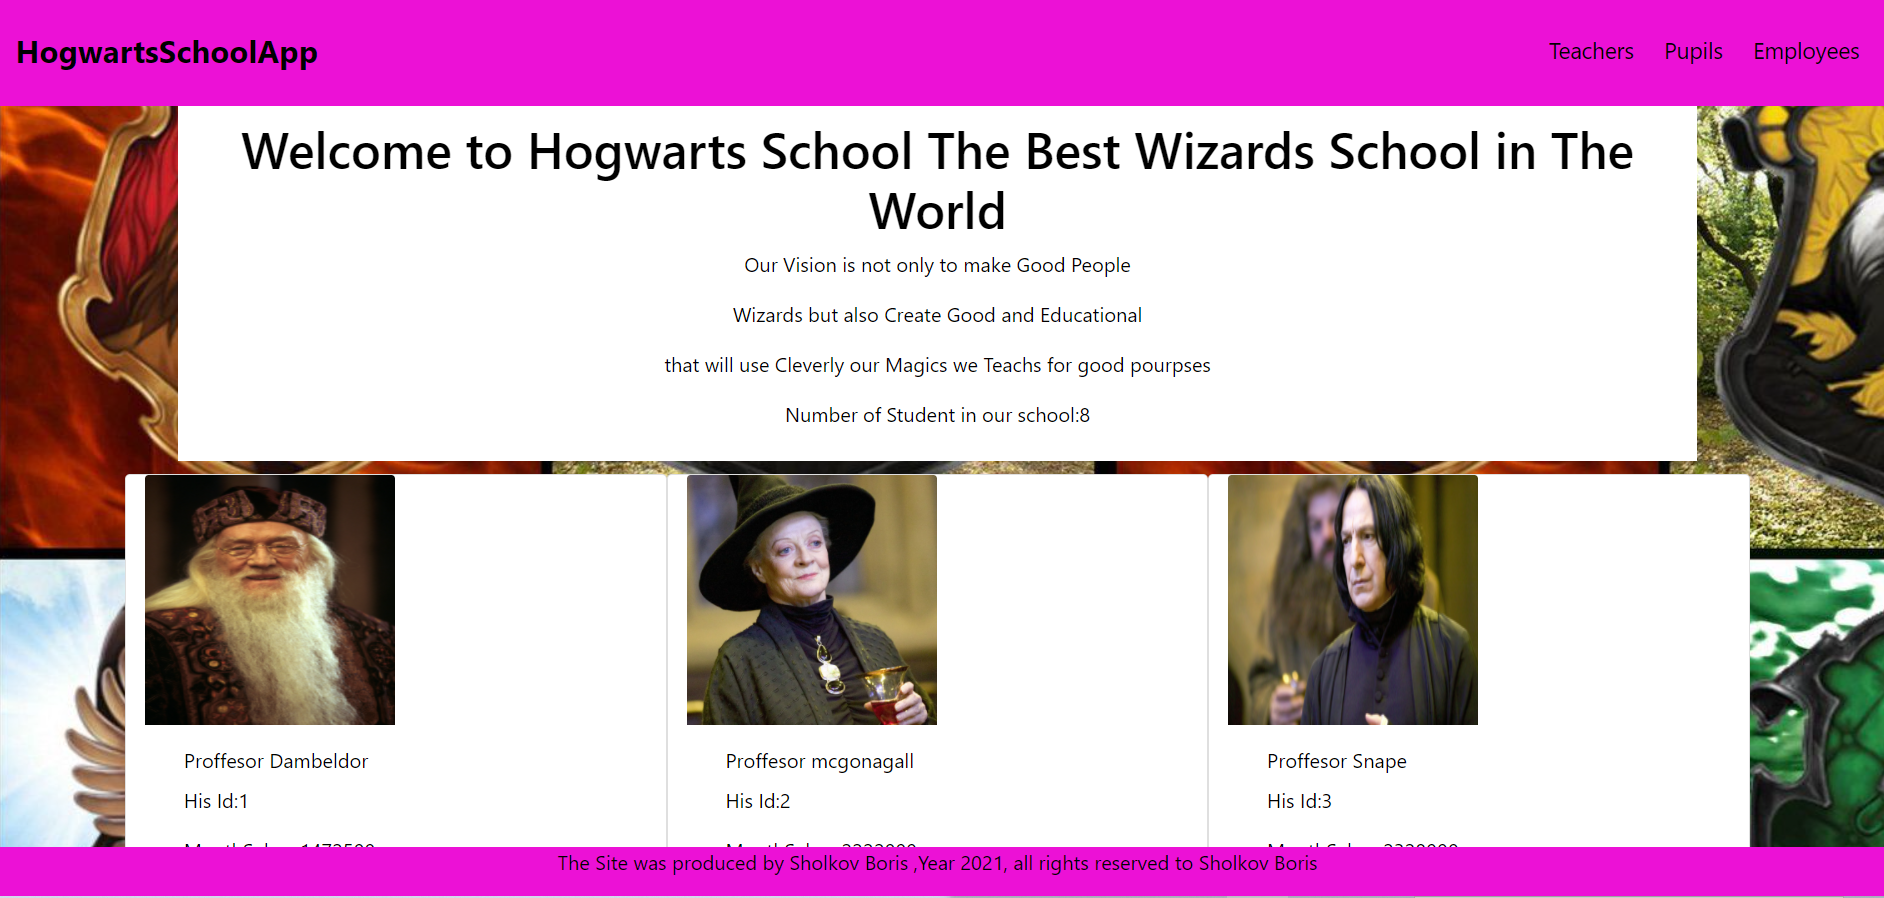 HogwartsSchoolApp
Teachers Pupils Employees
Welcome to Hogwarts School The Best Wizards School in The
World
Our Vision is not only to make Good People
Wizards but also Create Good and Educational
that will use Cleverly our Magics we Teachs for good pourpses
Number of Student in our school:8
Proffesor Dambeldor
His Id:1
Proffesor mcgonagall
His Id:2
Proffesor Snape
His Id:3
The Site was produced by Sholkov Boris ,Year 2021, all rights reserved to Sholkov Boris